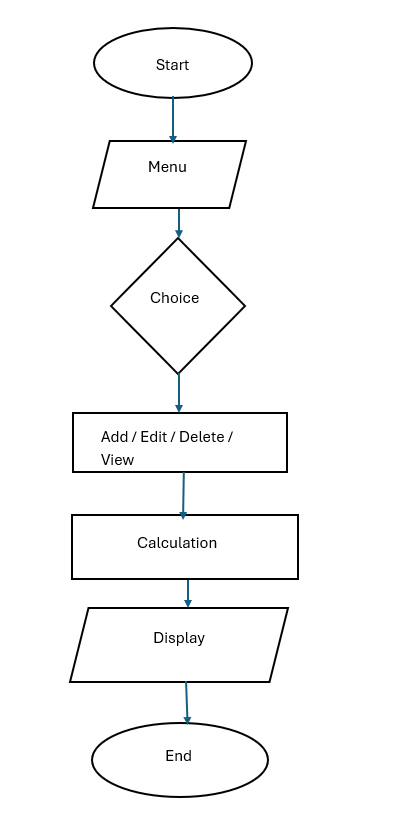 Start
Menu
Choice
Add / Edit / Delete /
View
Calculation
Display
End